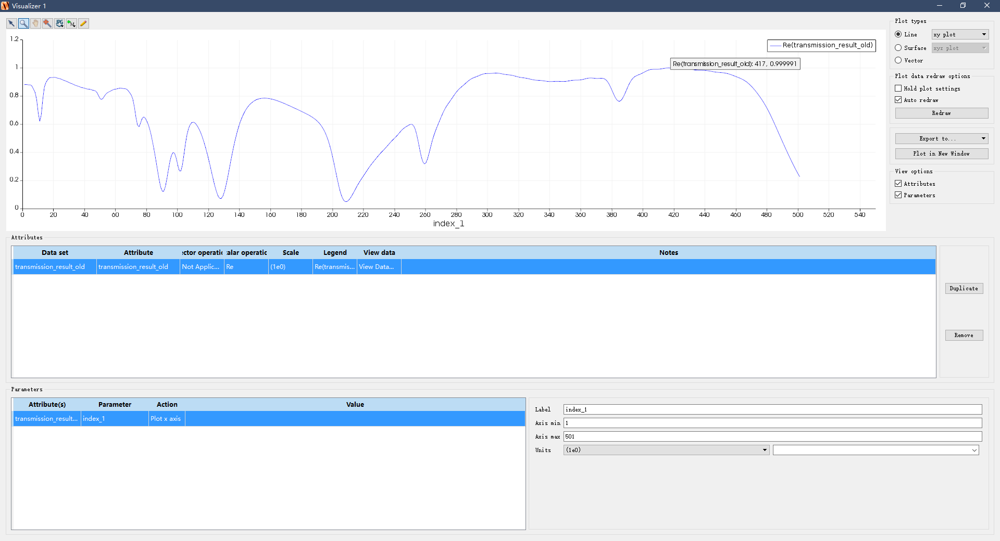 Visualizer 1
JPG
M
Re(transmission_result_old)
Re(transmission_result_old): 417, 0.999991
1.2
1
0.8
0.6
0.4
0.2
0
0 20 40 60 80 100 120 140 160 180 200 220 240 260 280 300 320 340 360 380 400 420 440 460 480 500 520 540
index_1
Plot types
Line xy plot
Surface xyz plot
Vector
Plot data redraw options
Hold plot settings
Auto redraw
Redraw
Export to...
Plot in New Window
View options
Attributes
Parameters
Attributes
Data set Attribute ector operatic alar operatic Scale Legend View data Notes
transmission_result_old transmission_result_old Not Applic... Re (1e0) Re(transmis... View Data...
Duplicate
Remove
Parameters
Attribute(s) Parameter Action Value
transmission_result... index_1 Plot x axis
Label index_1
Axis min 1
Axis max 501
Units (1e0)